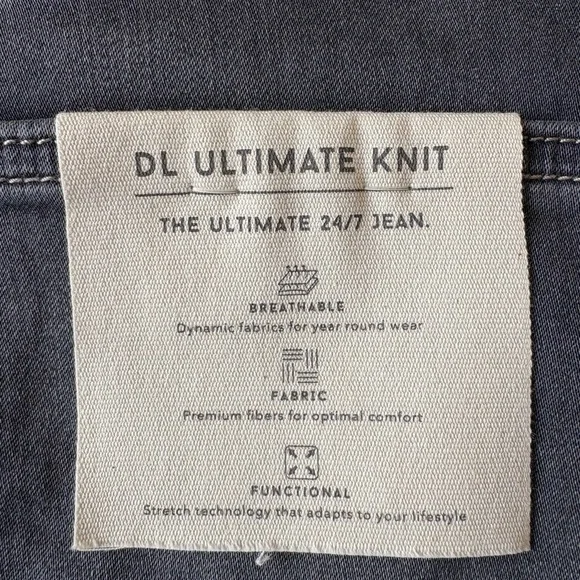 DL ULTIMATE KNIT
THE ULTIMATE 24/7 JEAN.
BREATHABLE
Dynamic fabrics for year round wear
FABRIC
Premium fibers for optimal comfort
FUNCTIONAL
Stretch technology that adapts to your lifestyle